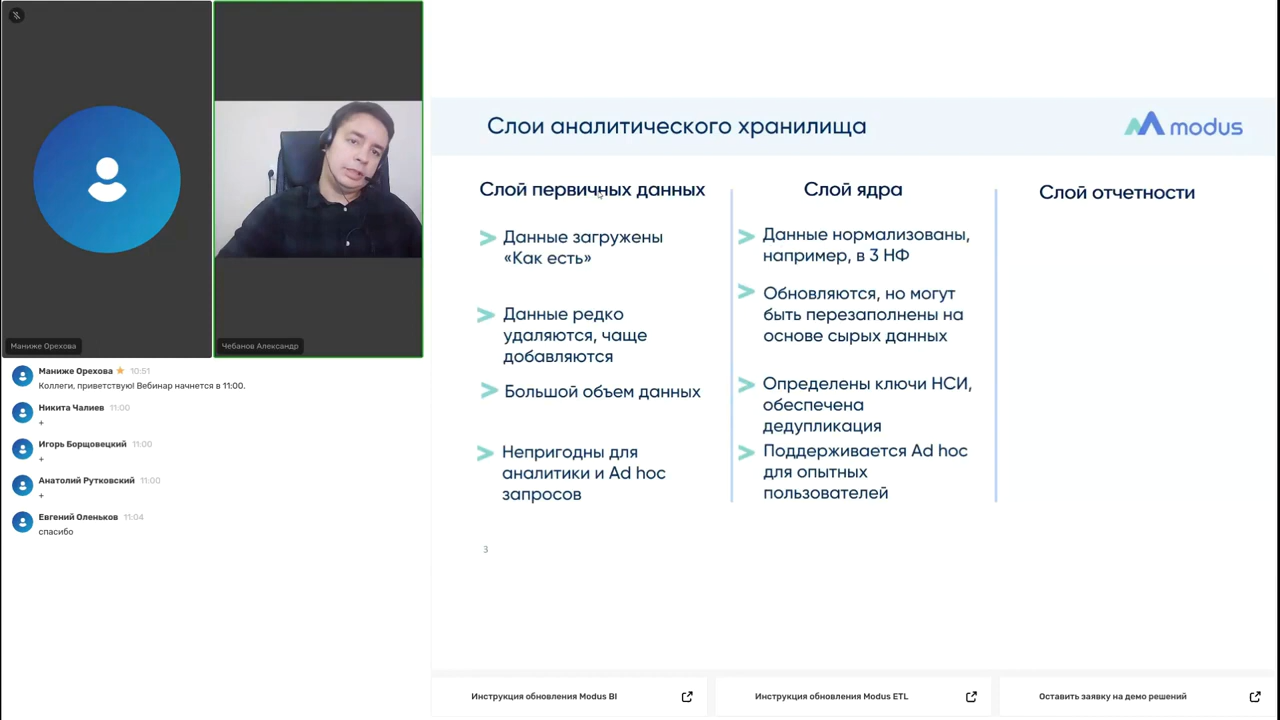 Маниже Орехова
Чебанов Александр
Маниже Орехова 10:51
Коллеги, приветствую! Вебинар начнется в 11:00.
Никита Чалиев 11:00
+
Игорь Борщовецкий 11:00
+
Анатолий Рутковский 11:00
+
Евгений Оленьков 11:04
спасибо
Слои аналитического хранилища
modus
Слой первичных данных
Данные загружены
«Как есть»
Данные редко
удаляются, чаще
добавляются
Большой объем данных
Непригодны для
аналитики и Ad hoc
запросов
Слой ядра
Данные нормализованы,
например, в 3 НФ
Обновляются, но могут
быть перезаполнены на
основе сырых данных
Определены ключи НСИ,
обеспечена
дедупликация
Поддерживается Ad hoc
для опытных
пользователей
Слой отчетности
3
Инструкция обновления Modus BI
Инструкция обновления Modus ETL
Оставить заявку на демо решений